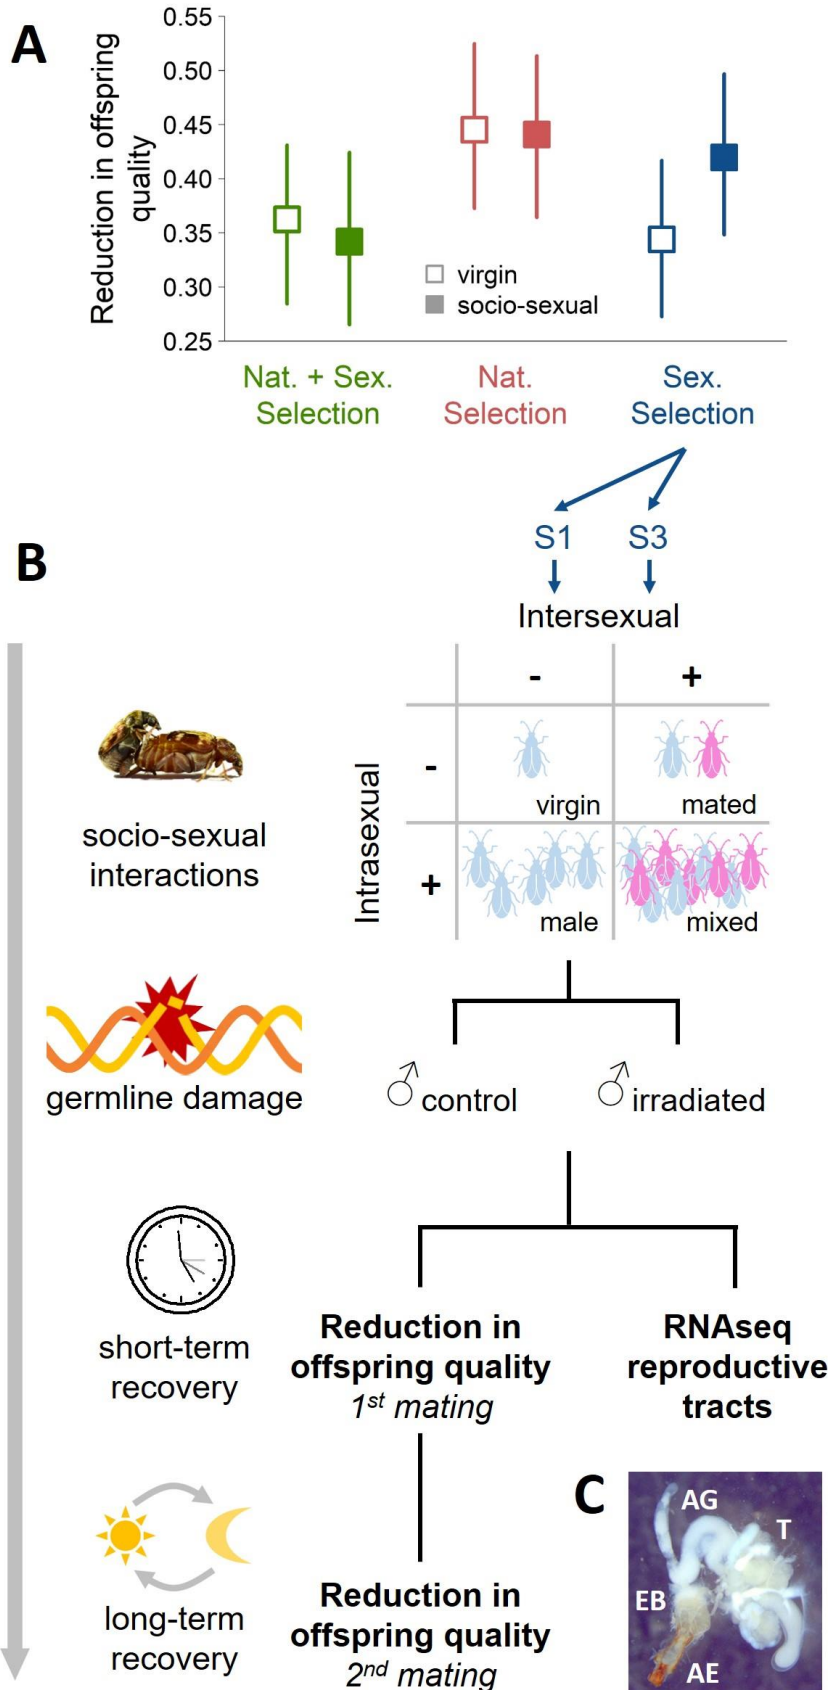 A
Reduction in offspring
quality
0.55
0.50
0.45
0.40
0.35
0.30
0.25
virgin
socio-sexual
Nat. + Sex.
Selection
Nat.
Selection
Sex.
Selection
S1
S3
B
Intersexual
-
+
Intrasexual
-
virgin
mated
+
male
mixed
socio-sexual
interactions
germline damage
♂ control
♂ irradiated
short-term
recovery
Reduction in
offspring quality
1st mating
RNAseq
reproductive
tracts
long-term
recovery
Reduction in
offspring quality
2nd mating
C
AG
T
EB
AE